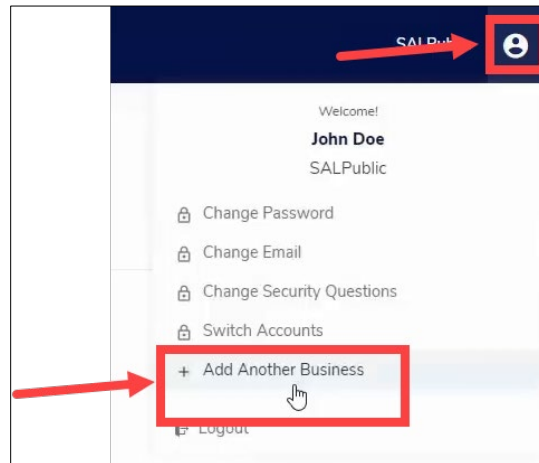 Welcome!
John Doe
SALPublic
Change Password
Change Email
Change Security Questions
Switch Accounts
Add Another Business
Logout